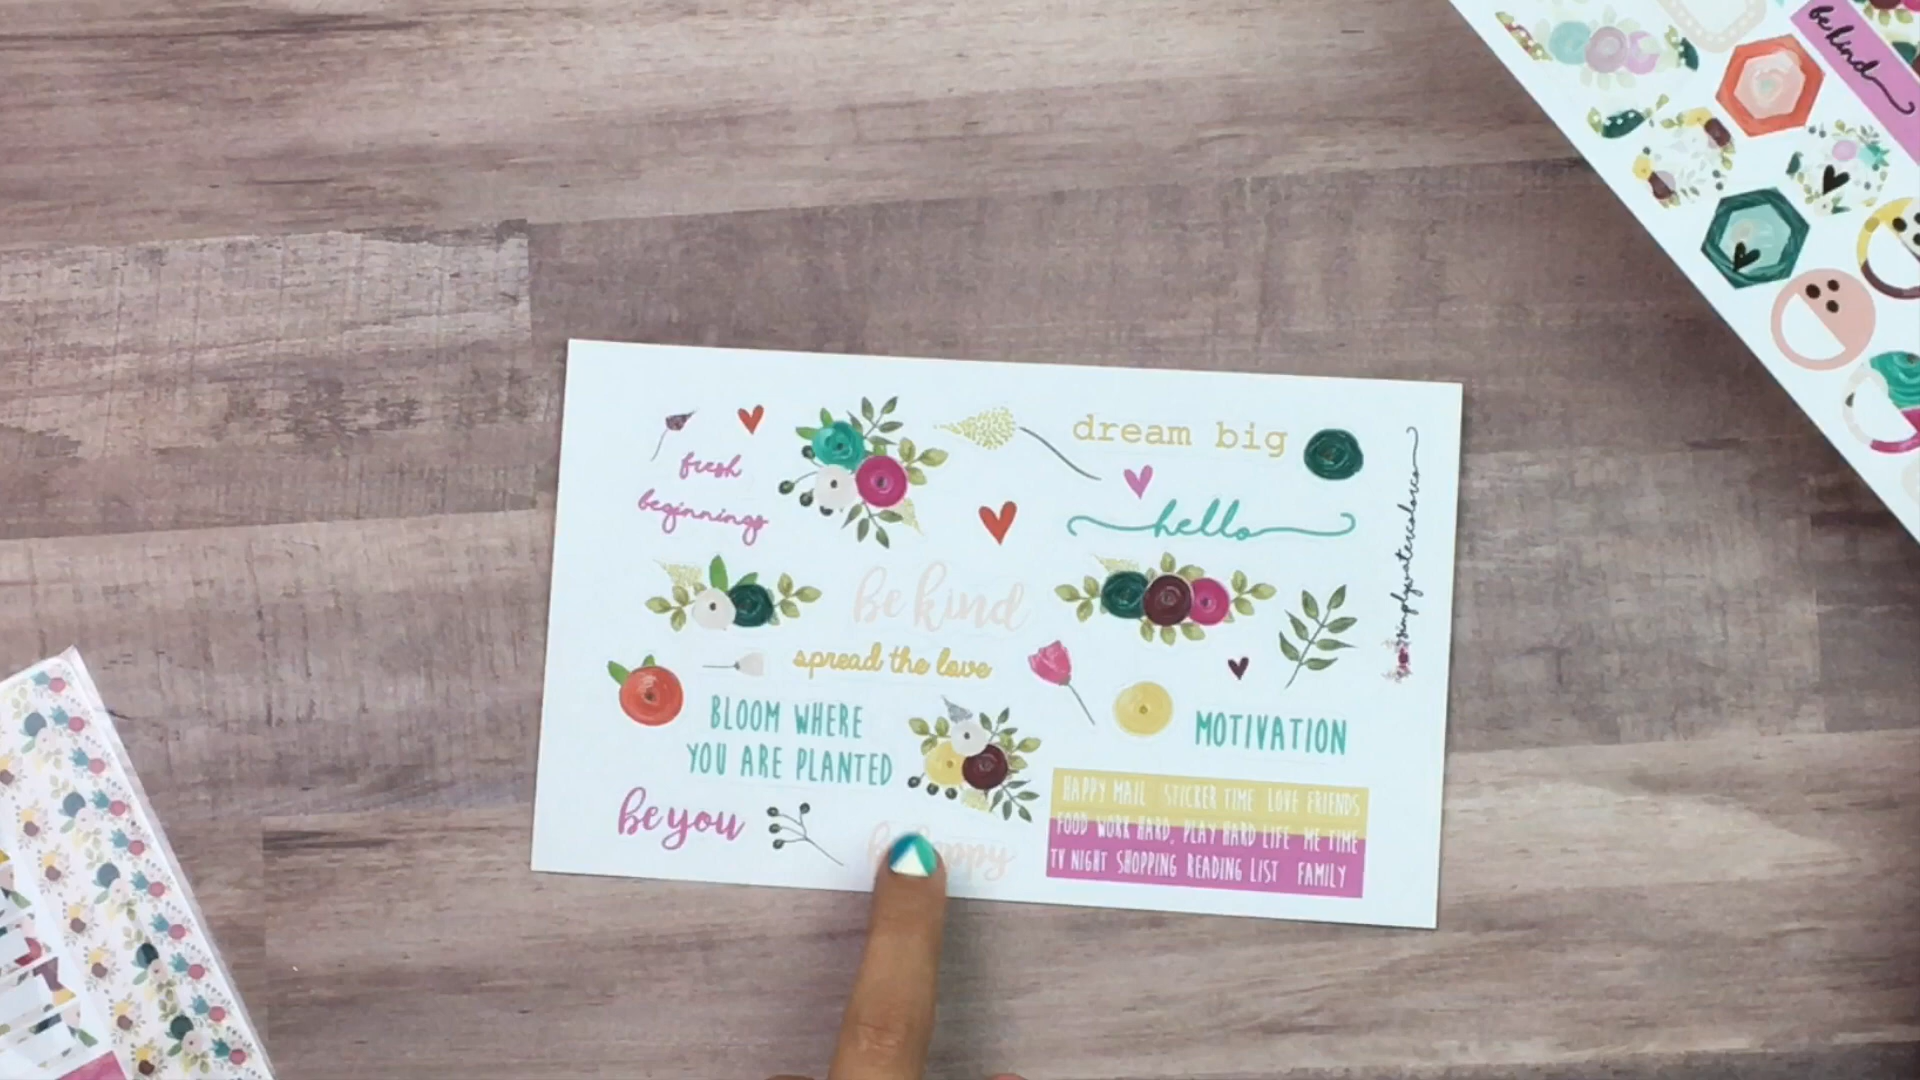 be kind
dream big
fresh
beginnings
hello
simplywatercolorco
be kind
spread the love
BLOOM WHERE
YOU ARE PLANTED
MOTIVATION
be you
HAPPY MAIL STICKER TIME LOVE FRIENDS
FOOD WORK HARD, PLAY HARD LIFE ME TIME
TV NIGHT SHOPPING READING LIST FAMILY